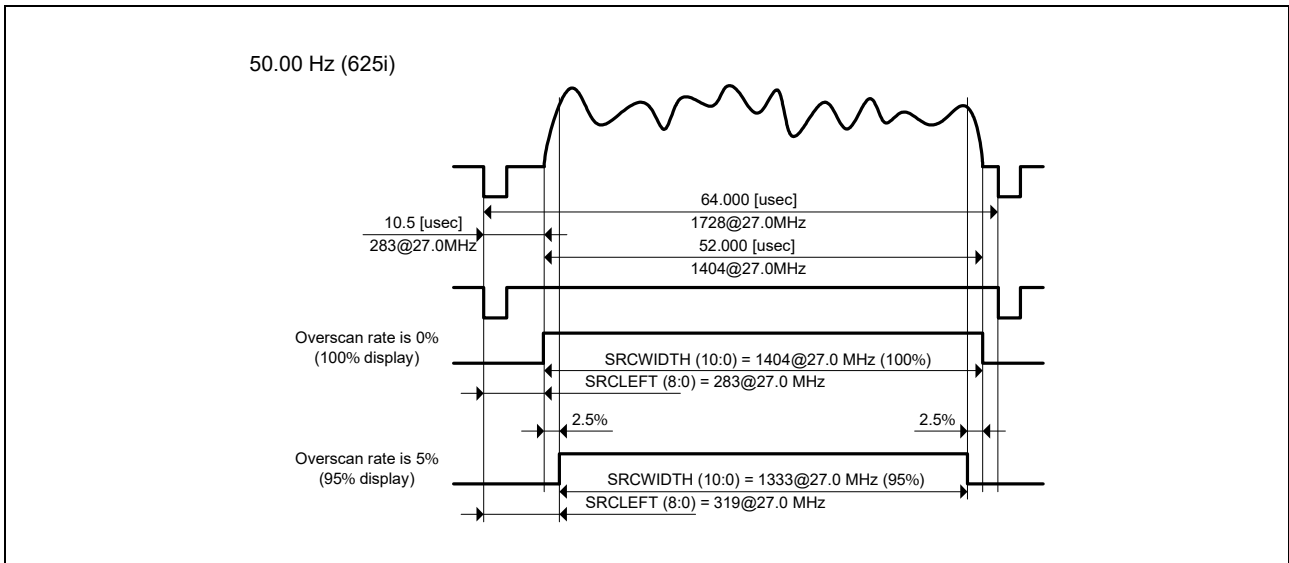 50.00 Hz (625i)
64.000 [usec]
1728@27.0MHz
10.5 [usec]
283@27.0MHz
52.000 [usec]
1404@27.0MHz
Overscan rate is 0%
(100% display)
SRCWIDTH (10:0) = 1404@27.0 MHz (100%)
SRCLEFT (8:0) = 283@27.0 MHz
2.5%
2.5%
Overscan rate is 5%
(95% display)
SRCWIDTH (10:0) = 1333@27.0 MHz (95%)
SRCLEFT (8:0) = 319@27.0 MHz